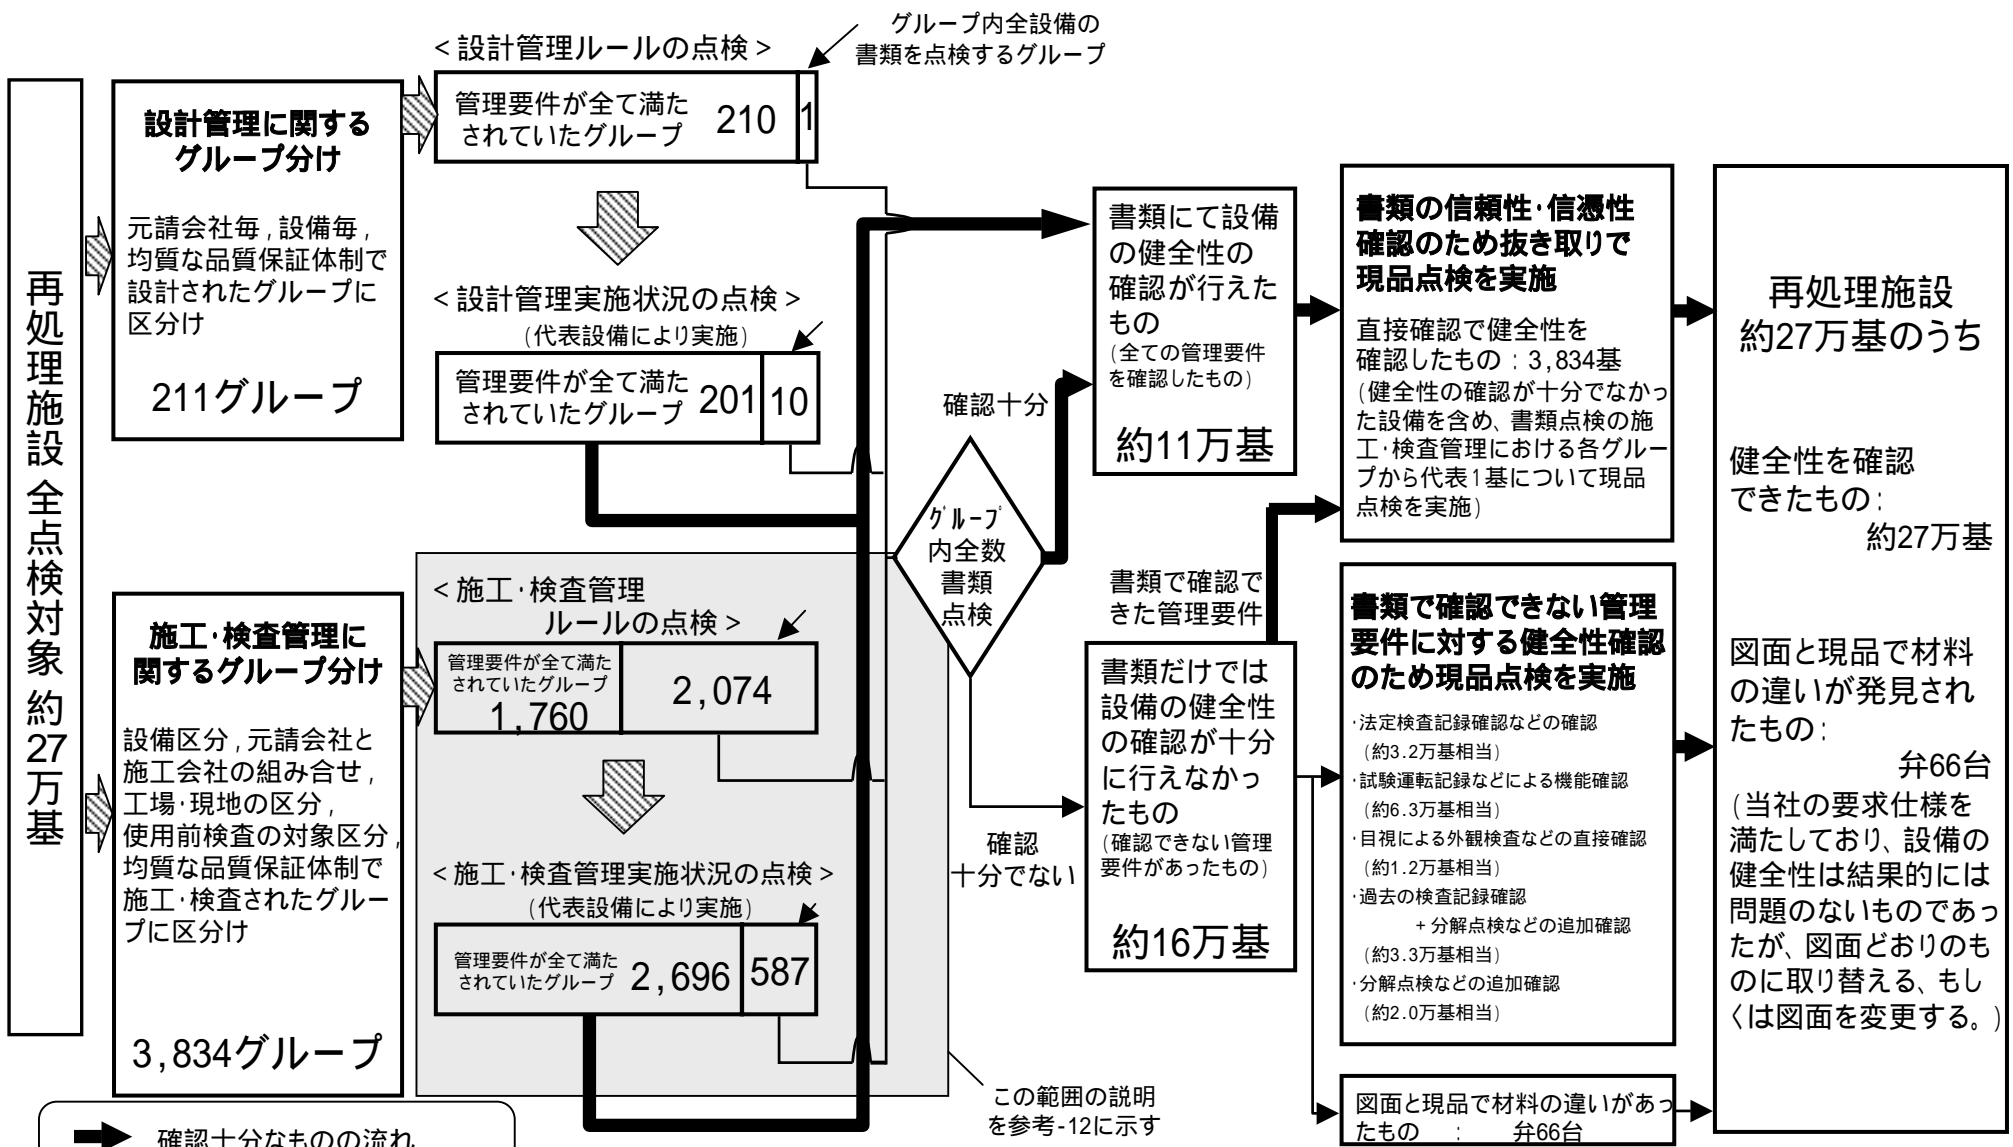 再処理施設 全点検対象 約27万基
設計管理に関する
グループ分け
元請会社毎，設備毎，
均質な品質保証体制で
設計されたグループに
区分け
211グループ
施工・検査管理に
関するグループ分け
設備区分，元請会社と
施工会社の組み合せ，
工場・現地の区分，
使用前検査の対象区分，
均質な品質保証体制で
施工・検査されたグルー
プに区分け
3,834グループ
確認十分なものの流れ
＜設計管理ルールの点検＞
グループ内全設備の
書類を点検するグループ
管理要件が全て満た
されていたグループ 210 1
＜設計管理実施状況の点検＞
（代表設備により実施）
管理要件が全て満た
されていたグループ 201 10
＜施工・検査管理
ルールの点検＞
管理要件が全て満た
されていたグループ
1,760 2,074
＜施工・検査管理実施状況の点検＞
（代表設備により実施）
管理要件が全て満た
されていたグループ 2,696 587
この範囲の説明
を参考-12に示す
グループ
内全数
書類
点検
確認十分
確認
十分でない
書類にて設備
の健全性の
確認が行えた
もの
（全ての管理要件
を確認したもの）
約11万基
書類で確認で
きた管理要件
書類だけでは
設備の健全性
の確認が十分
に行えなかっ
たもの
（確認できない管理
要件があったもの）
約16万基
書類の信頼性・信憑性
確認のため抜き取りで
現品点検を実施
直接確認で健全性を
確認したもの：3,834基
（健全性の確認が十分でなかっ
た設備を含め、書類点検の施
工・検査管理における各グルー
プから代表1基について現品
点検を実施）
書類で確認できない管理
要件に対する健全性確認
のため現品点検を実施
・法定検査記録確認などの確認
（約3.2万基相当）
・試験運転記録などによる機能確認
（約6.3万基相当）
・目視による外観検査などの直接確認
（約1.2万基相当）
・過去の検査記録確認
＋分解点検などの追加確認
（約3.3万基相当）
・分解点検などの追加確認
（約2.0万基相当）
図面と現品で材料の違いがあっ
たもの ： 弁66台
再処理施設
約27万基のうち
健全性を確認
できたもの：
約27万基
図面と現品で材料
の違いが発見され
たもの：
弁66台
（当社の要求仕様を
満たしており、設備の
健全性は結果的には
問題のないものであっ
たが、図面どおりのも
のに取り替える、もし
くは図面を変更する。）